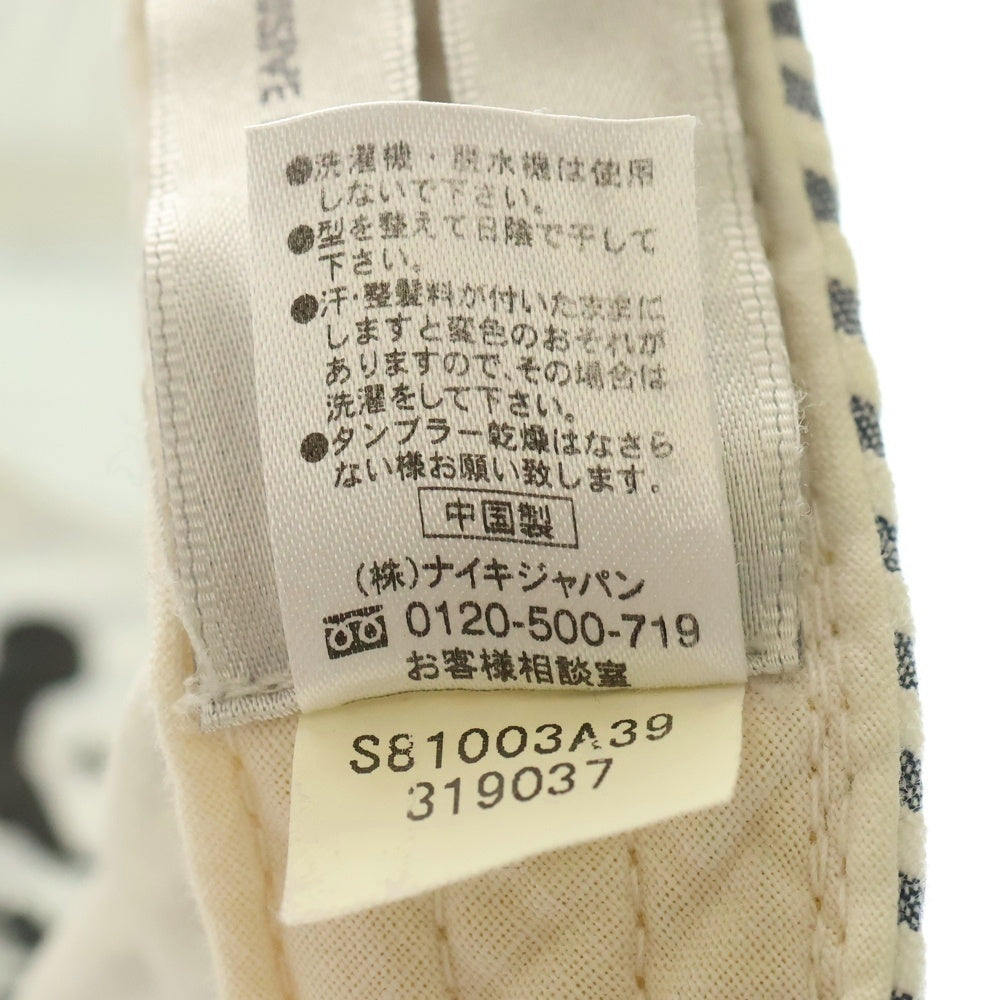 ●洗濯機・脱水機は使用
しないで下さい。
●型を整えて日陰で干して
下さい。
●汗・整髪料が付いたままに
しますと変色のおそれが
ありますので、その場合は
洗濯をして下さい。
●タンブラー乾燥はなさら
ない様お願い致します。
中国製
(株)ナイキジャパン
0120-500-719
お客様相談室
S81003A39
319037